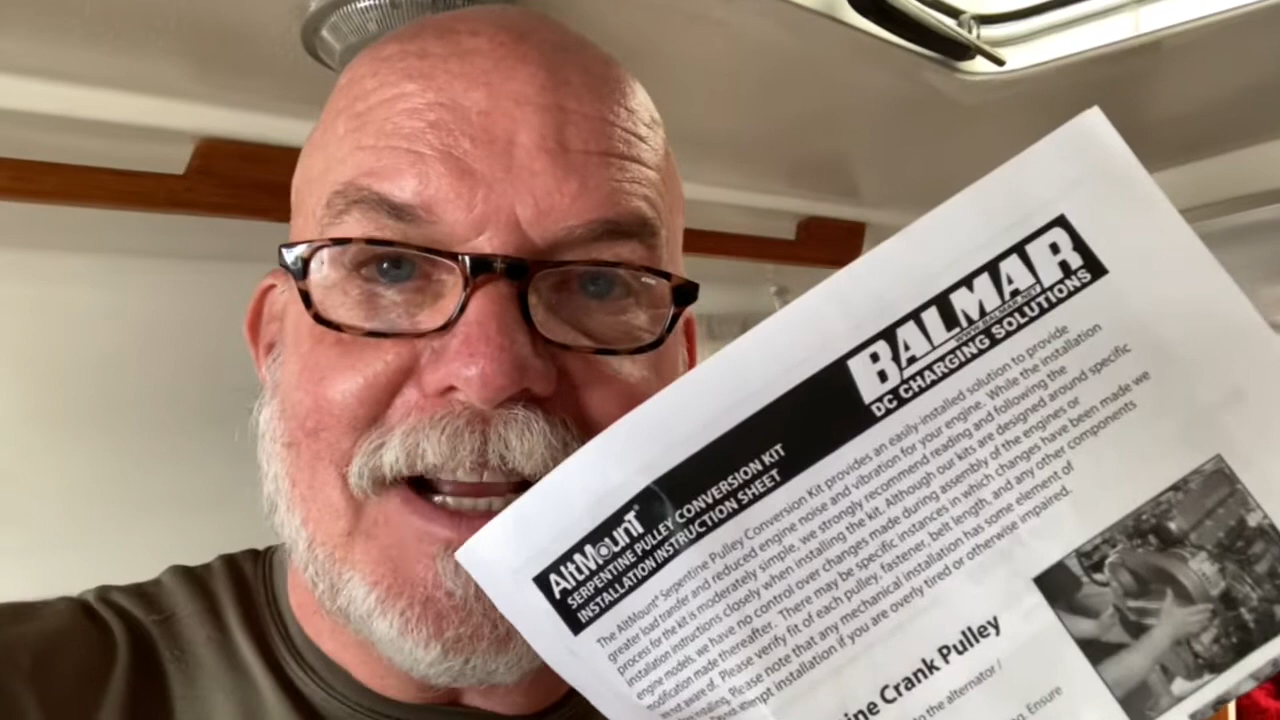 BALMAR
WWW.BALMAR.NET
DC CHARGING SOLUTIONS
AltMounT®
SERPENTINE PULLEY CONVERSION KIT
INSTALLATION INSTRUCTION SHEET
The AltMount® Serpentine Pulley Conversion Kit provides an easily-installed solution to provide
greater load transfer and reduced engine noise and vibration for your engine. While the installation
process for the kit is moderately simple, we strongly recommend reading and following the
installation instructions closely when installing the kit. Although our kits are designed around specific
engine models, we have no control over changes made during assembly of the engines or
modification made thereafter. There may be specific instances in which changes have been made we
not aware of. Please verify fit of each pulley, fastener, belt length, and any other components
Please note that any mechanical installation has some element of
installation if you are overly tired or otherwise impaired.
Crank Pulley
to the alternator /
Ensure